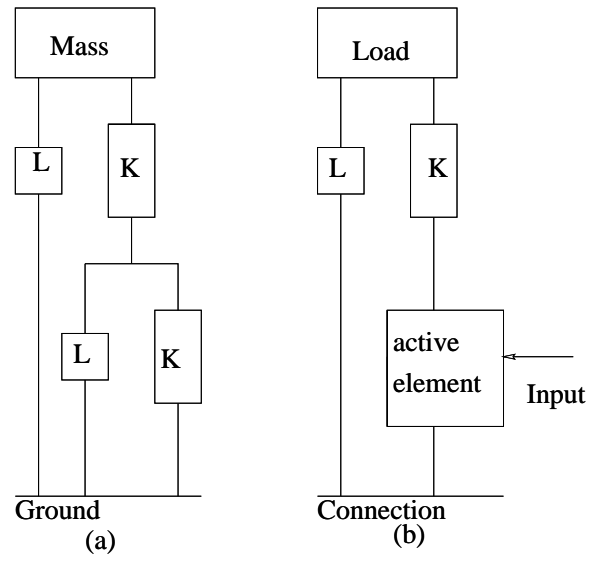 Mass
L
K
L
K
Ground
(a)
Load
L
K
active
element
Input
Connection
(b)